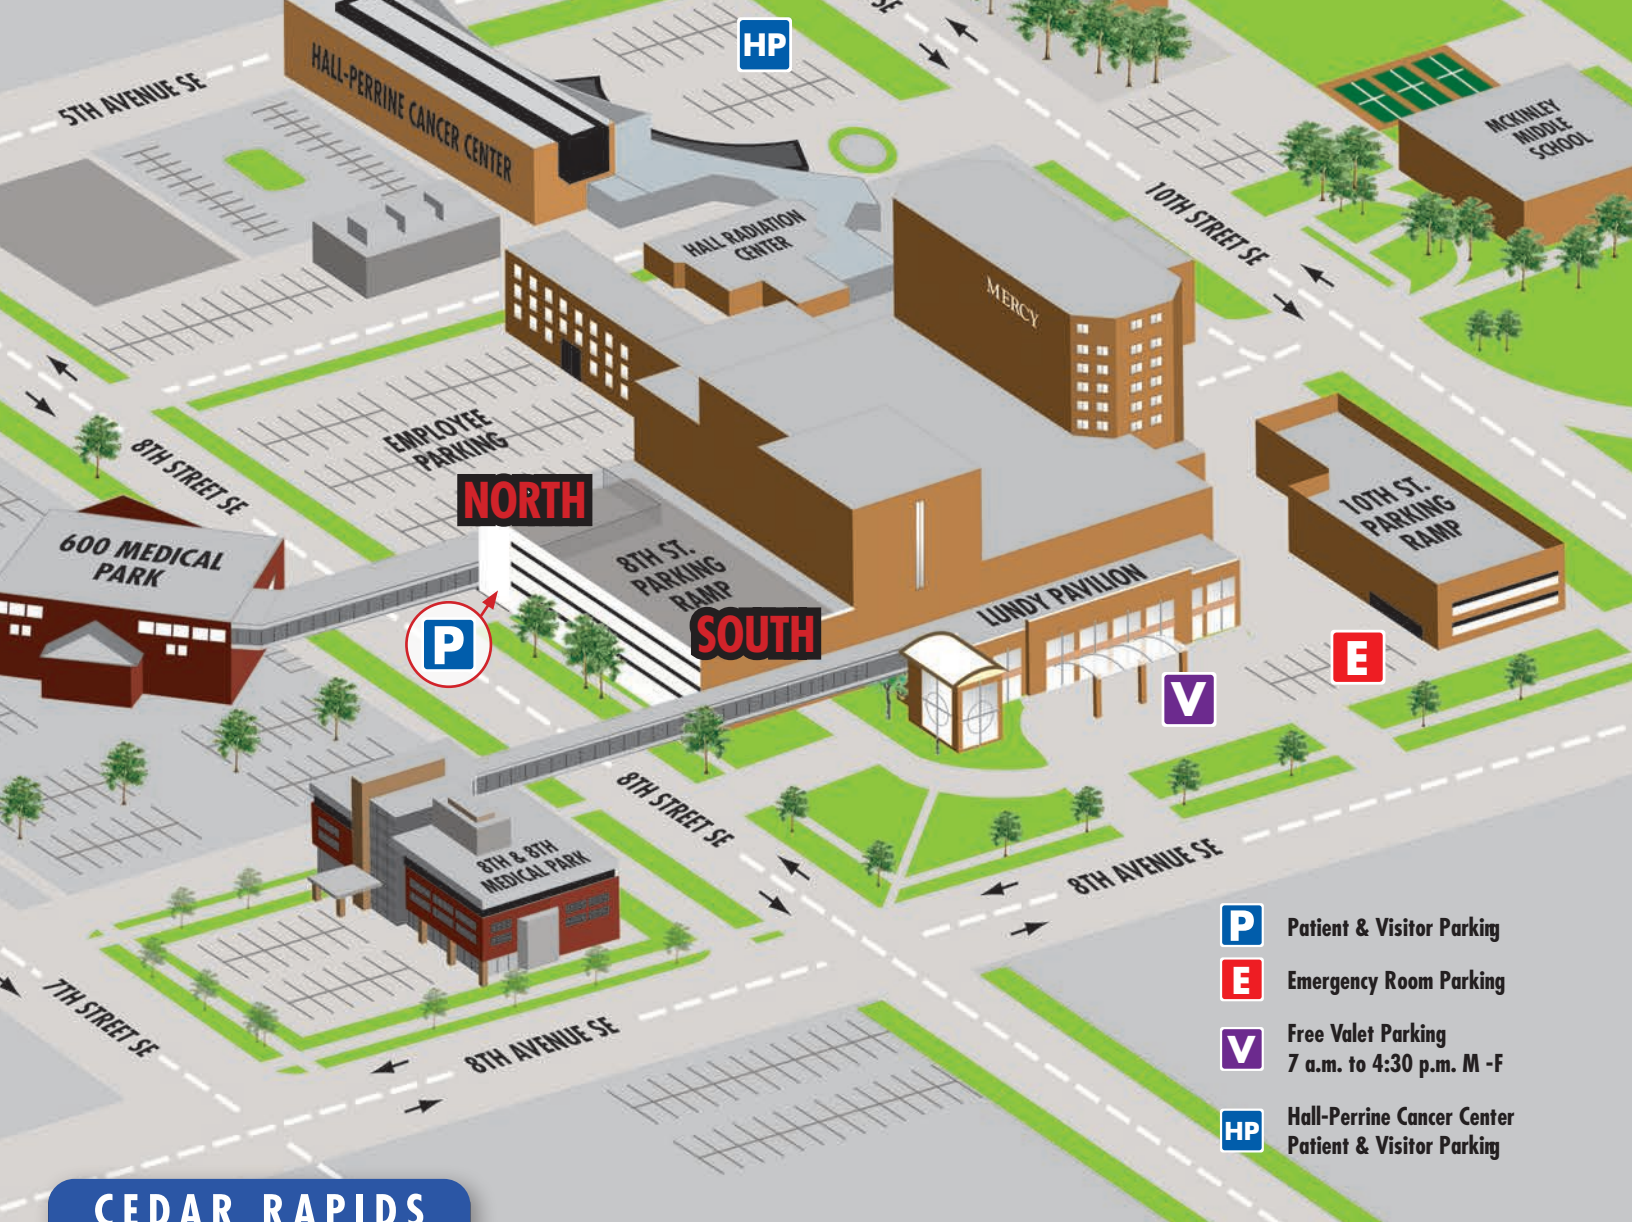 SE
HP
5TH AVENUE SE
HALL-PERRINE CANCER CENTER
MCKINLEY
MIDDLE
SCHOOL
10TH STREET SE
HALL RADIATION
CENTER
MERCY
EMPLOYEE
PARKING
8TH STREET SE
NORTH
10TH ST.
PARKING
RAMP
600 MEDICAL
PARK
8TH ST.
PARKING
RAMP
LUNDY PAVILION
SOUTH
P
E
V
8TH STREET SE
8TH & 8TH
MEDICAL PARK
8TH AVENUE SE
7TH STREET SE
8TH AVENUE SE
P Patient & Visitor Parking
E Emergency Room Parking
V Free Valet Parking
7 a.m. to 4:30 p.m. M -F
HP Hall-Perrine Cancer Center
Patient & Visitor Parking
CEDAR RAPIDS